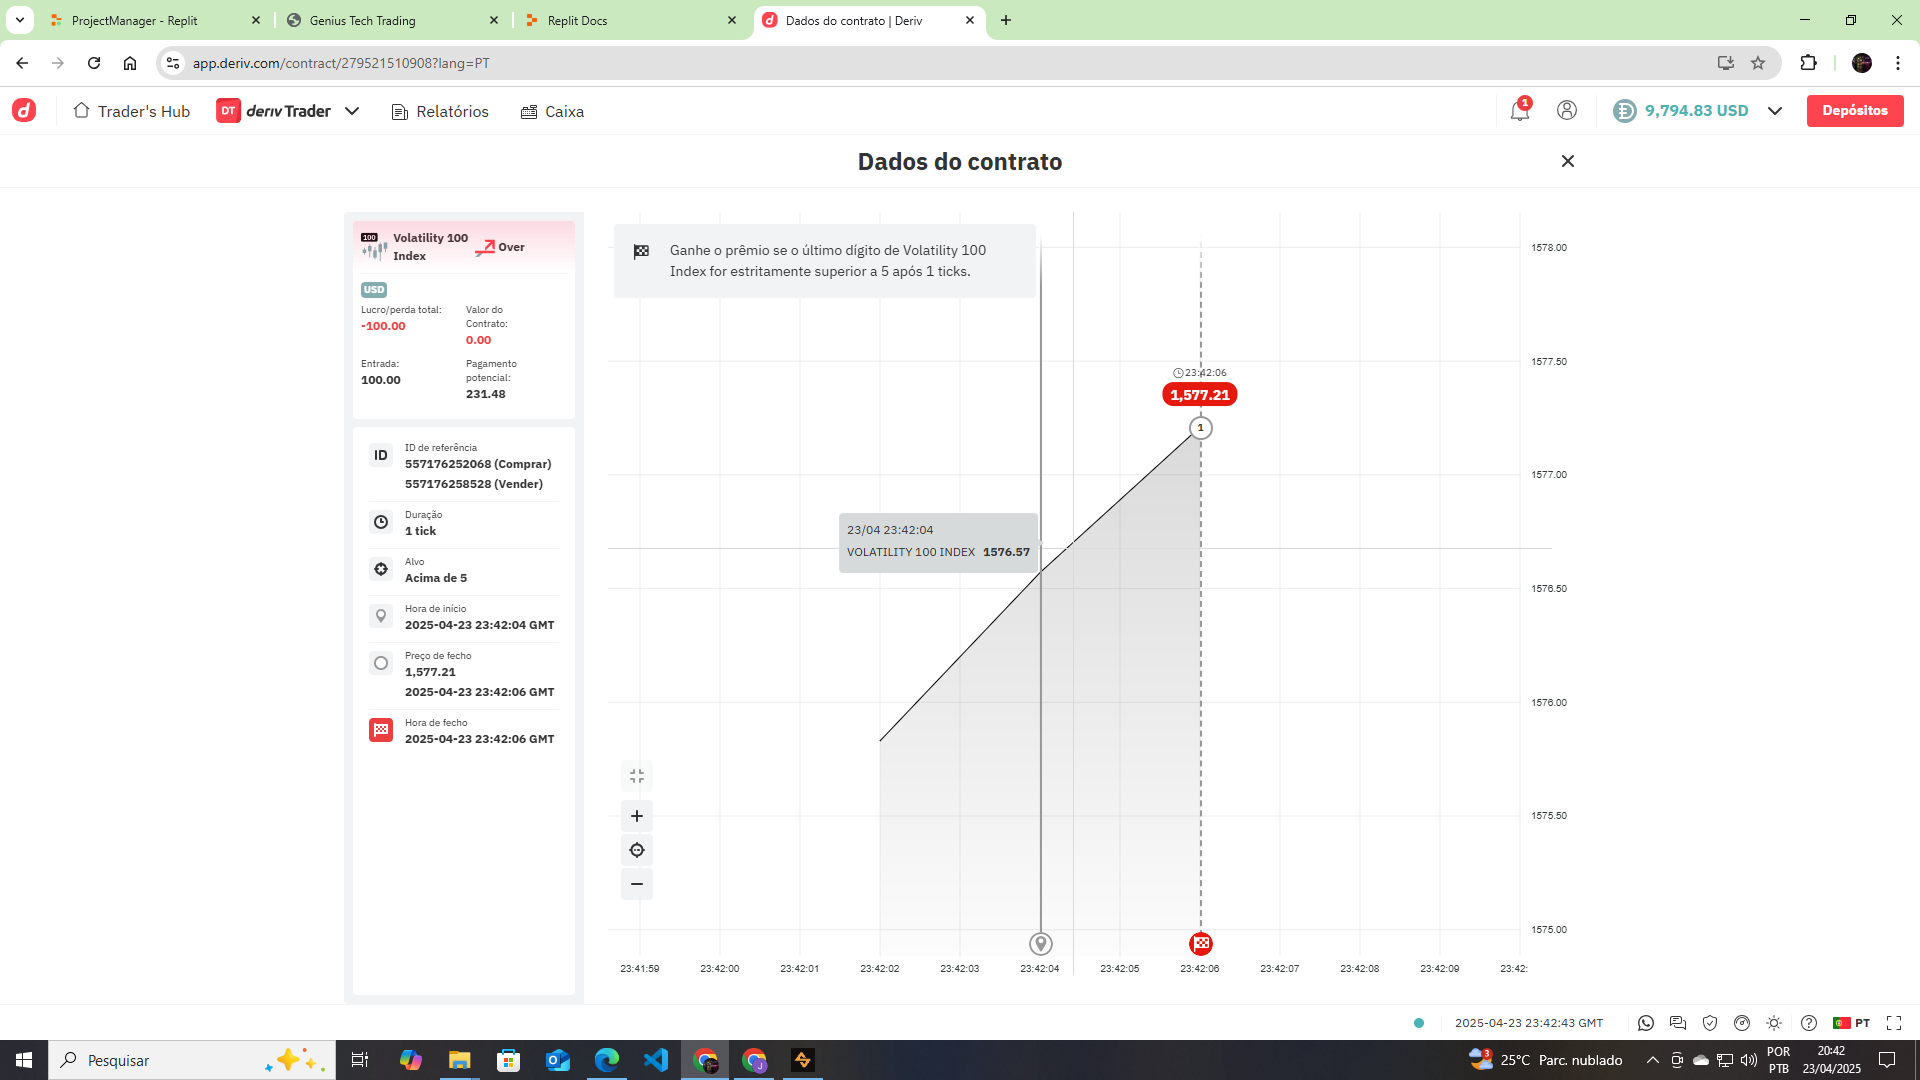 ProjectManager - Replit
Genius Tech Trading
Replit Docs
Dados do contrato | Deriv
app.deriv.com/contract/279521510908?lang=PT
Trader's Hub
DT deriv Trader
Relatórios
Caixa
1
9,794.83 USD
Depósitos
Dados do contrato
100
Volatility 100
Index
Over
USD
Lucro/perda total:
-100.00
Valor do
Contrato:
0.00
Entrada:
100.00
Pagamento
potencial:
231.48
ID
ID de referência
557176252068 (Comprar)
557176258528 (Vender)
Duração
1 tick
Alvo
Acima de 5
Hora de início
2025-04-23 23:42:04 GMT
Preço de fecho
1,577.21
2025-04-23 23:42:06 GMT
Hora de fecho
2025-04-23 23:42:06 GMT
Ganhe o prêmio se o último dígito de Volatility 100
Index for estritamente superior a 5 após 1 ticks.
23:42:06
1,577.21
1
23/04 23:42:04
VOLATILITY 100 INDEX 1576.57
1578.00
1577.50
1577.00
1576.50
1576.00
1575.50
1575.00
23:41:59
23:42:00
23:42:01
23:42:02
23:42:03
23:42:04
23:42:05
23:42:06
23:42:07
23:42:08
23:42:09
23:42:
2025-04-23 23:42:43 GMT
PT
Pesquisar
3
25°C Parc. nublado
POR
PTB
20:42
23/04/2025